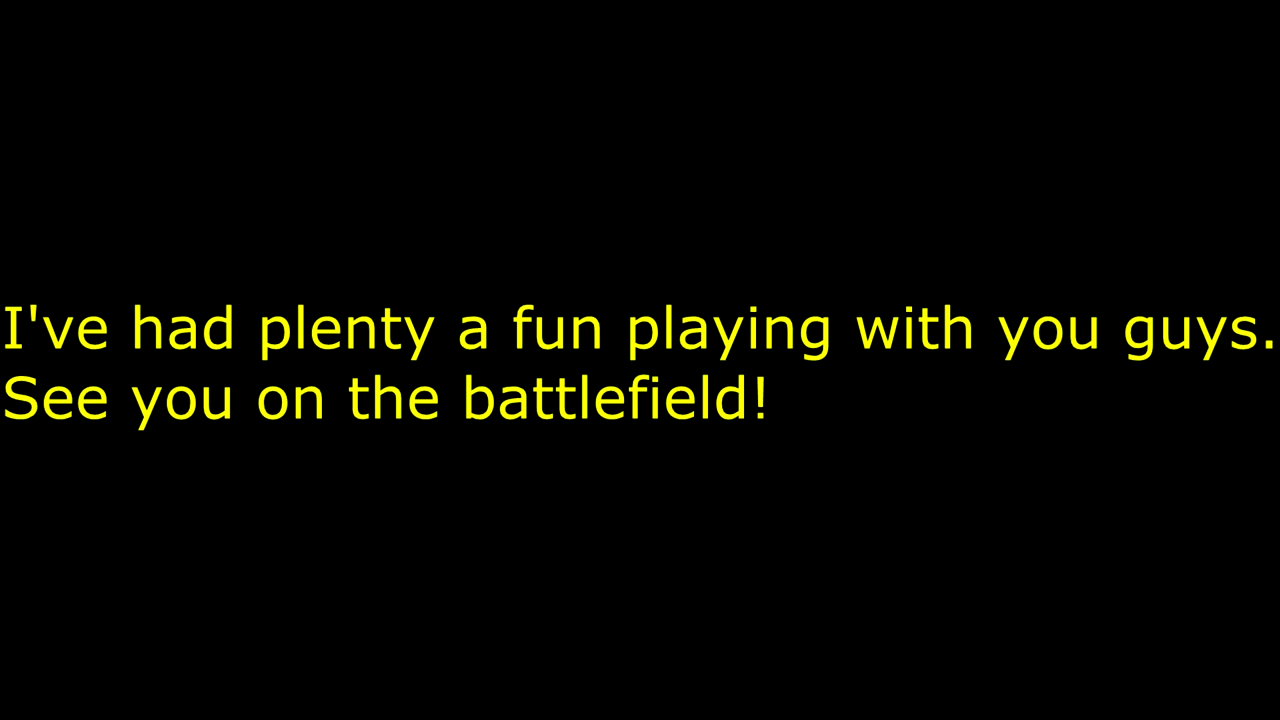 I've had plenty a fun playing with you guys.
See you on the battlefield!